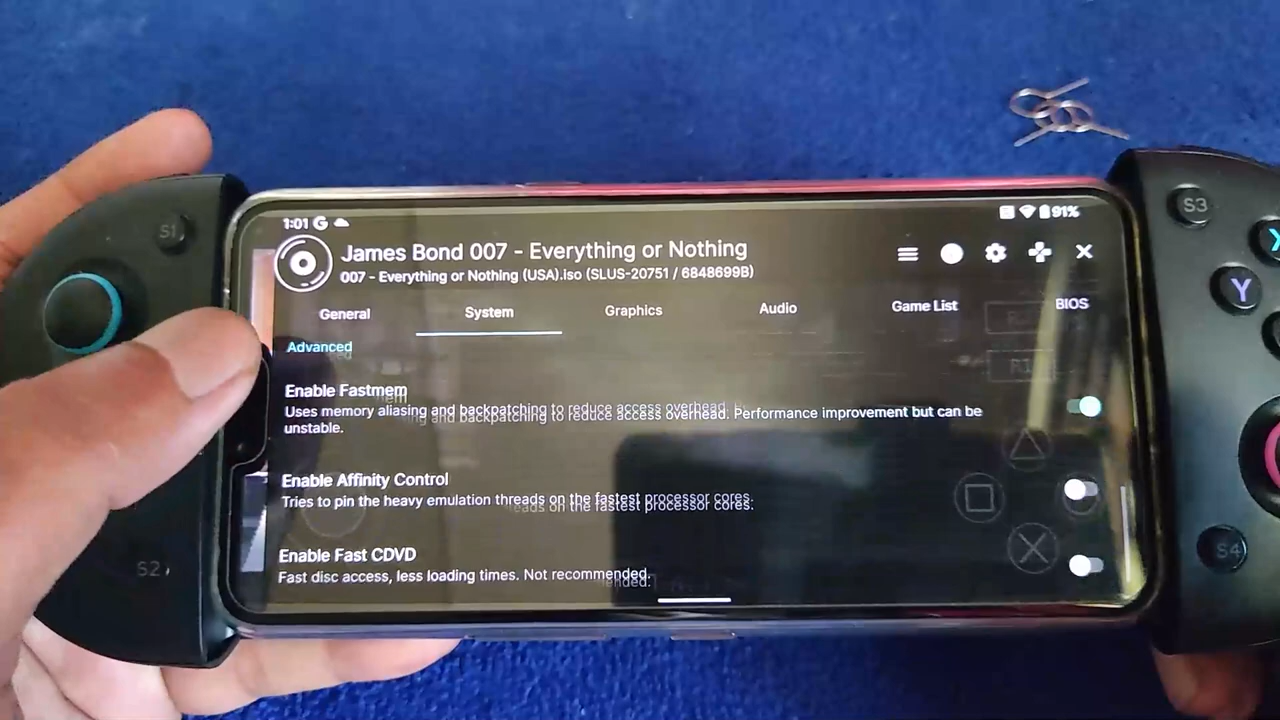 1:01 G
91%
James Bond 007 - Everything or Nothing
007 - Everything or Nothing (USA).iso (SLUS-20751 / 6848699B)
General
System
Graphics
Audio
Game List
BIOS
Advanced
Enable Fastmem
Uses memory aliasing and backpatching to reduce access overhead. Performance improvement but can be
unstable.
Enable Affinity Control
Tries to pin the heavy emulation threads on the fastest processor cores.
Enable Fast CDVD
Fast disc access, less loading times. Not recommended.
S1
S2
S3
X
Y
S4